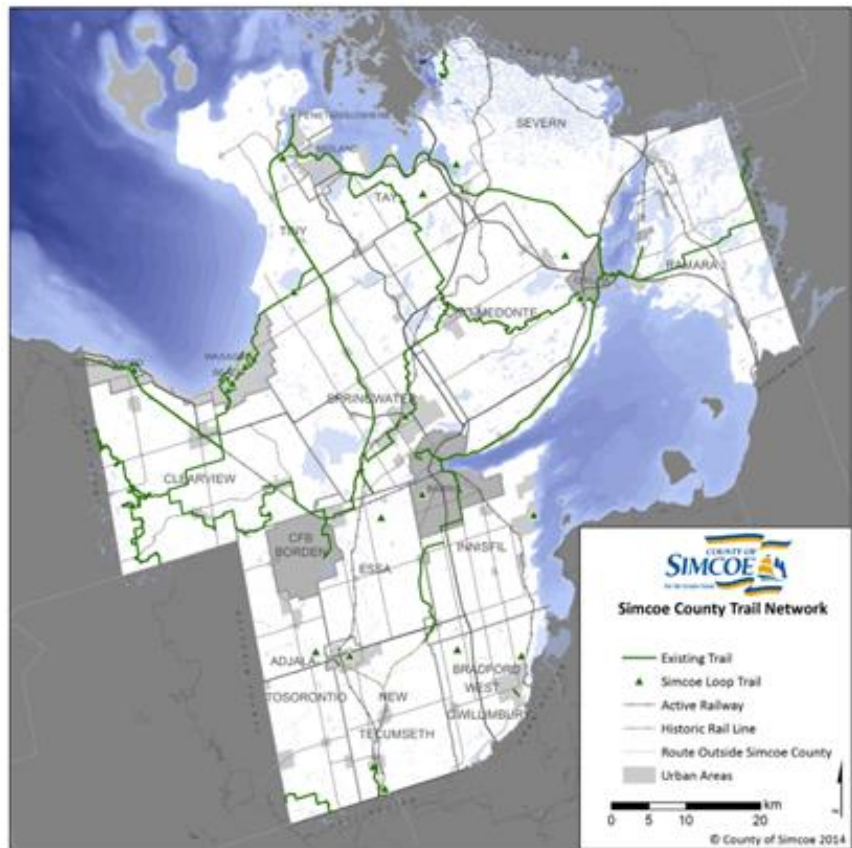 SEVERN
MIDLAND
TAY
TINY
RAMARA
SPRINGWATER
CLEARVIEW
CFB
BORDEN
INNISFIL
ESSA
ADJALA
BRADFORD
TOSORONTIO
NEW
WEST
GWILLIMBURY
TECUMSETH
COUNTY OF
SIMCOE
Simcoe County Trail Network
Existing Trail
Simcoe Loop Trail
Active Railway
Historic Rail Line
Route Outside Simcoe County
Urban Areas
km
0 5 10 20
© County of Simcoe 2014